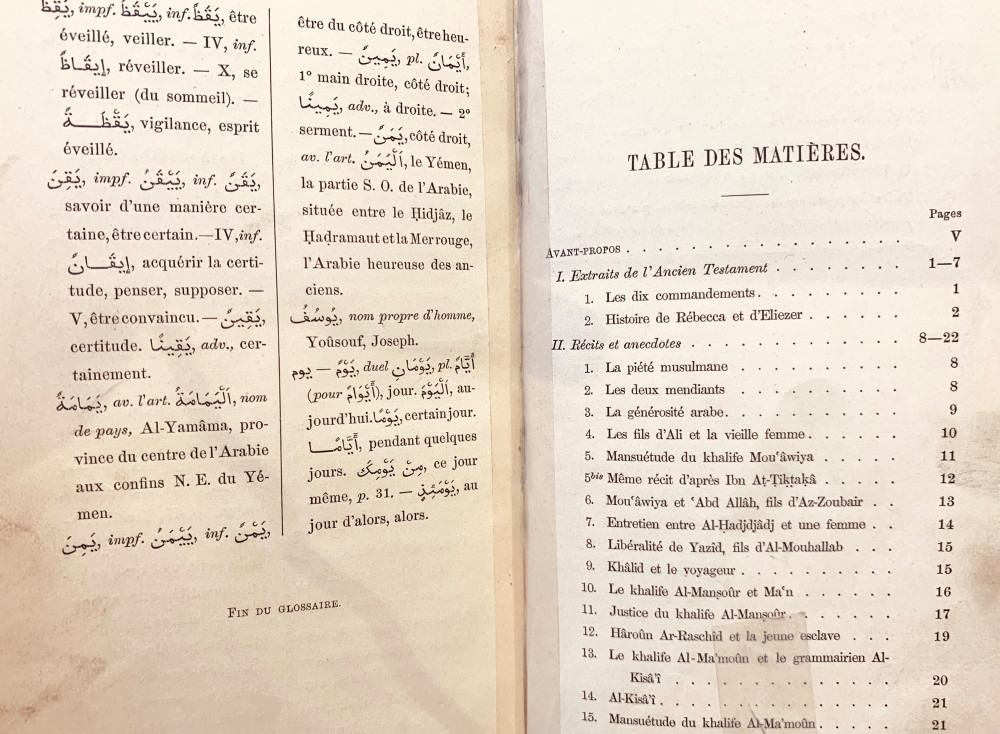 يَقُظَ, impf. يَيْقُظُ, inf. يَقَظٌ, être
éveillé, veiller. — IV, inf.
إِيقَاظٌ, réveiller. — X, se
réveiller (du sommeil). —
يَقْظَـــةٌ, vigilance, esprit
éveillé.
يَقِنَ, impf. يَيْقَنُ, inf. يَقَنٌ,
savoir d'une manière cer-
taine, être certain. — IV, inf.
إِيقَـــانٌ, acquérir la certi-
tude, penser, supposer. —
V, être convaincu. — يَقِينٌ,
certitude. يَقِينًا, adv., cer-
tainement.
يَمَامَةٌ, av. l'art. اَلْيَمَامَةُ, nom
de pays, Al-Yamâma, pro-
vince du centre de l'Arabie
aux confins N. E. du Yé-
men.
يَمِنَ, impf. يَيْمَنُ, inf. يَمْنٌ,
être du côté droit, être heu-
reux. — يَمِينٌ, pl. أَيْمَانٌ,
1° main droite, côté droit;
يَمِينًا, adv., à droite. — 2°
serment. — يَمَنٌ, côté droit,
av. l'art. اَلْيَمَنُ, le Yémen,
la partie S. O. de l'Arabie,
située entre le Ḥidjâz, le
Ḥaḍramaut et la Mer rouge,
l'Arabie heureuse des an-
ciens.
يُوسُفُ, nom propre d'homme,
Yoûsouf, Joseph.
يوم — يَوْمٌ, duel يَوْمَانِ, pl. أَيَّامٌ
(pour أَيْوَامٌ), jour. اَلْيَوْمَ, au-
jourd'hui. يَوْمًا, certain jour.
أَيَّامًـــا, pendant quelques
jours. مِنْ يَوْمِكَ, ce jour
même, p. 31. — يَوْمَئِذٍ, au
jour d'alors, alors.
FIN DU GLOSSAIRE.
TABLE DES MATIÈRES.
Pages
AVANT-PROPOS . . . . . . . . . . . . . . . . V
I. Extraits de l'Ancien Testament . . . . . . . . 1—7
1. Les dix commandements . . . . . . . . . 1
2. Histoire de Rébecca et d'Eliezer . . . . . . 2
II. Récits et anecdotes . . . . . . . . . . . . . 8—22
1. La piété musulmane . . . . . . . . . . 8
2. Les deux mendiants . . . . . . . . . . 8
3. La générosité arabe . . . . . . . . . . 9
4. Les fils d'Ali et la vieille femme . . . . . . 10
5. Mansuétude du khalife Mouʿâwiya . . . . . 11
5bis Même récit d'après Ibn Aṭ-Ṭiḳṭaḳâ . . . . . 12
6. Mouʿâwiya et ʿAbd Allâh, fils d'Az-Zoubair . . 13
7. Entretien entre Al-Ḥadjdjâdj et une femme . . 14
8. Libéralité de Yazîd, fils d'Al-Mouhallab . . . 15
9. Khâlid et le voyageur . . . . . . . . . 15
10. Le khalife Al-Manṣoûr et Maʿn . . . . . . 16
11. Justice du khalife Al-Manṣoûr . . . . . . 17
12. Hâroûn Ar-Raschîd et la jeune esclave . . . 19
13. Le khalife Al-Ma'moûn et le grammairien Al-
Kisâ'î . . . . . . . . . . . . 20
14. Al-Kisâ'î . . . . . . . . . . . . . 21
15. Mansuétude du khalife Al-Ma'moûn . . . . . 21